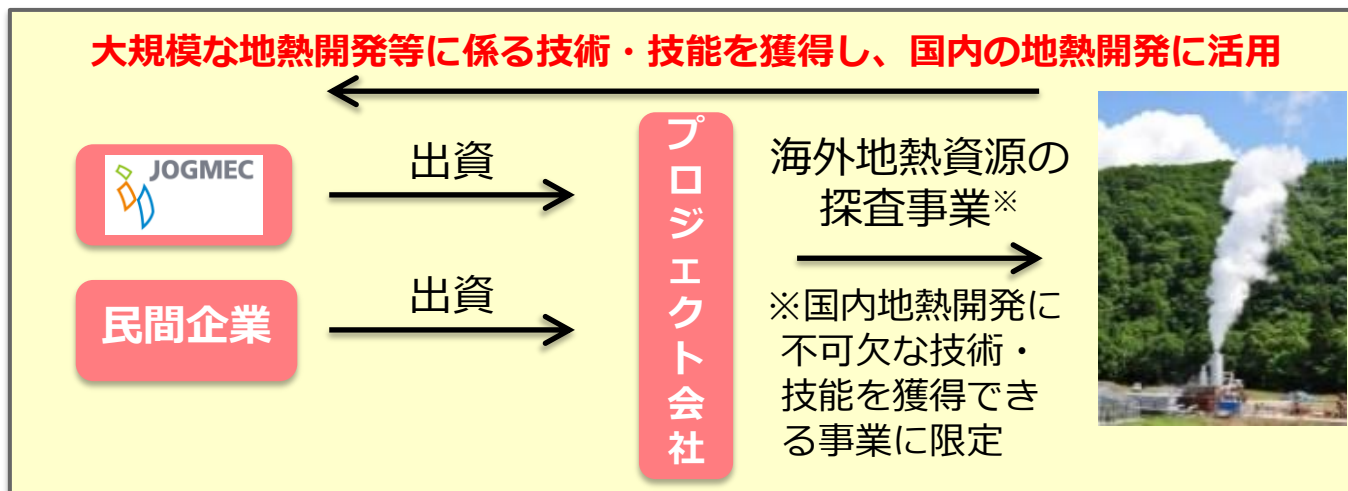 大規模な地熱開発等に係る技術・技能を獲得し、国内の地熱開発に活用
JOGMEC
出資
民間企業
出資
プロジェクト会社
海外地熱資源の
探査事業※
※国内地熱開発に
不可欠な技術・
技能を獲得でき
る事業に限定